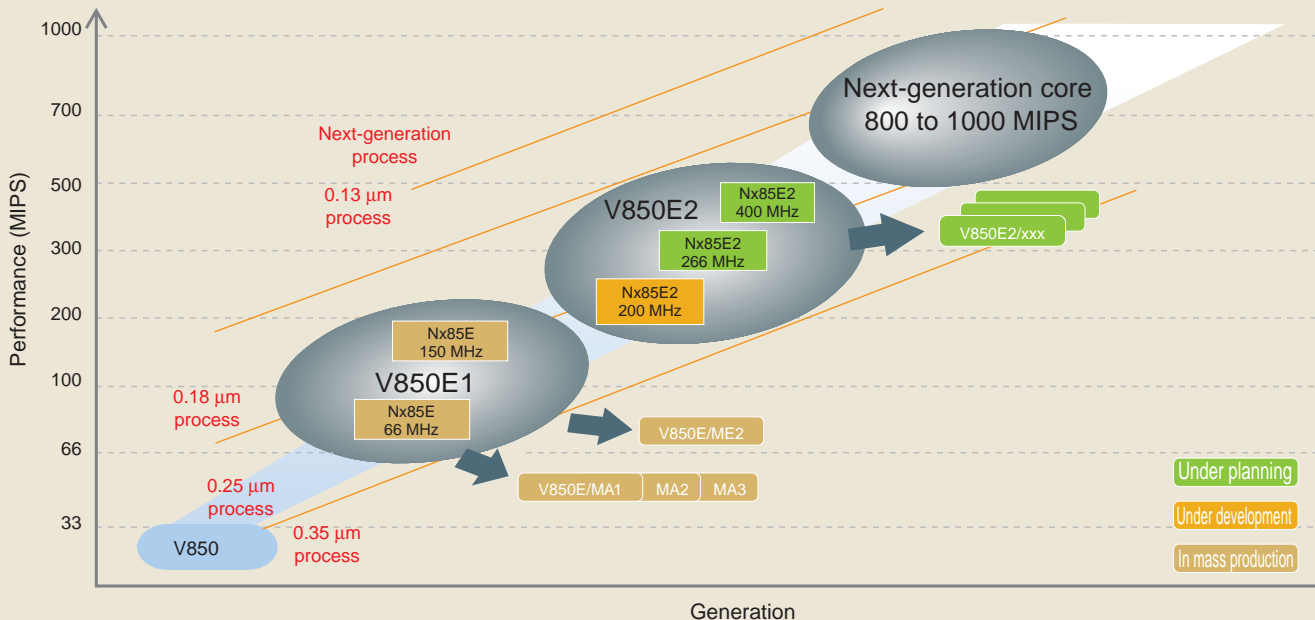 1000
700
500
300
200
100
66
33
Performance (MIPS)
Generation
Next-generation
process
0.13 μm
process
0.18 μm
process
0.25 μm
process
0.35 μm
process
Next-generation core
800 to 1000 MIPS
V850E2
Nx85E2
400 MHz
Nx85E2
266 MHz
Nx85E2
200 MHz
V850E2/xxx
Nx85E
150 MHz
V850E1
Nx85E
66 MHz
V850E/ME2
V850E/MA1 MA2 MA3
V850
Under planning
Under development
In mass production